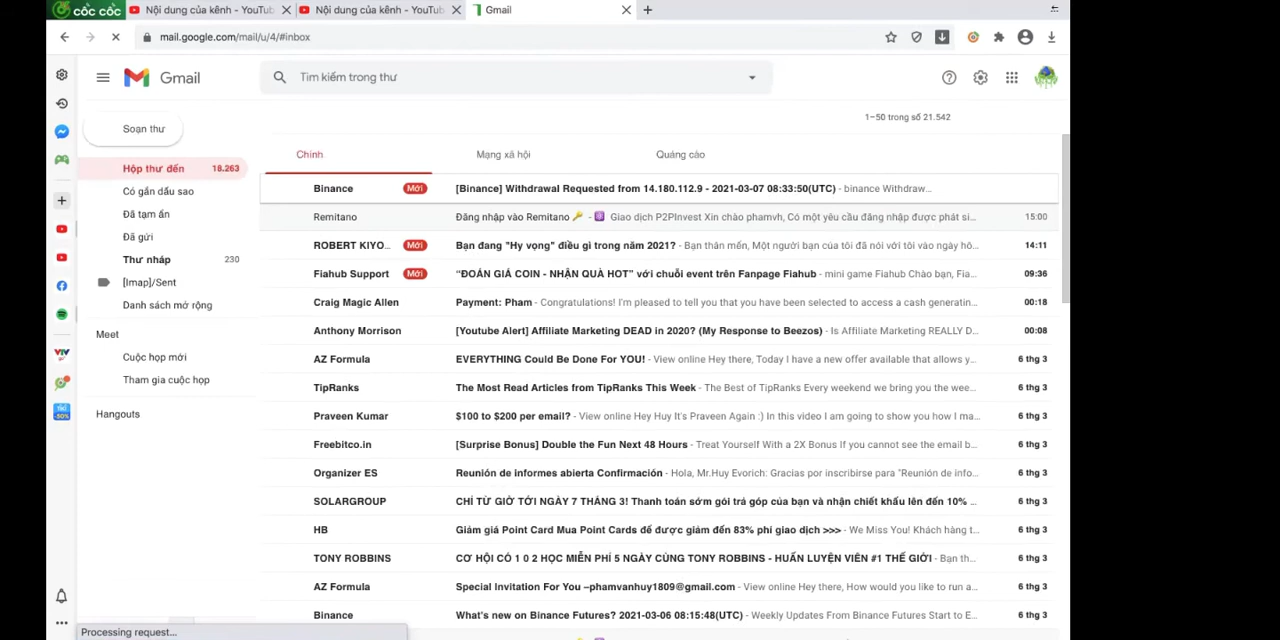 cốc cốc
Nội dung của kênh - YouTub
Nội dung của kênh - YouTub
Gmail
mail.google.com/mail/u/4/#inbox
Gmail
Tìm kiếm trong thư
1–50 trong số 21.542
Soạn thư
Chính
Mạng xã hội
Quảng cáo
Hộp thư đến 18.263
Có gắn dấu sao
Đã tạm ẩn
Đã gửi
Thư nháp 230
[Imap]/Sent
Danh sách mở rộng
Meet
Cuộc họp mới
Tham gia cuộc họp
Hangouts
Binance Mới [Binance] Withdrawal Requested from 14.180.112.9 - 2021-03-07 08:33:50(UTC) - binance Withdraw...
Remitano Đăng nhập vào Remitano 🔑 - Giao dịch P2PInvest Xin chào phamvh, Có một yêu cầu đăng nhập được phát si... 15:00
ROBERT KIYO... Mới Bạn đang "Hy vọng" điều gì trong năm 2021? - Bạn thân mến, Một người bạn của tôi đã nói với tôi vào ngày hô... 14:11
Fiahub Support Mới “ĐOÁN GIÁ COIN - NHẬN QUÀ HOT” với chuỗi event trên Fanpage Fiahub - mini game Fiahub Chào bạn, Fia... 09:36
Craig Magic Allen Payment: Pham - Congratulations! I'm pleased to tell you that you have been selected to access a cash generatin... 00:18
Anthony Morrison [Youtube Alert] Affiliate Marketing DEAD in 2020? (My Response to Beezos) - Is Affiliate Marketing REALLY D... 00:08
AZ Formula EVERYTHING Could Be Done For YOU! - View online Hey there, Today I have a new offer available that allows y... 6 thg 3
TipRanks The Most Read Articles from TipRanks This Week - The Best of TipRanks Every weekend we bring you the wee... 6 thg 3
Praveen Kumar $100 to $200 per email? - View online Hey Huy It's Praveen Again :) In this video I am going to show you how I ma... 6 thg 3
Freebitco.in [Surprise Bonus] Double the Fun Next 48 Hours - Treat Yourself With a 2X Bonus If you cannot see the email b... 6 thg 3
Organizer ES Reunión de informes abierta Confirmación - Hola, Mr.Huy Evorich: Gracias por inscribirse para "Reunión de info... 6 thg 3
SOLARGROUP CHỈ TỪ GIỜ TỚI NGÀY 7 THÁNG 3! Thanh toán sớm gói trả góp của bạn và nhận chiết khấu lên đến 10% - ... 6 thg 3
HB Giảm giá Point Card Mua Point Cards để được giảm đến 83% phí giao dịch >>> - We Miss You! Khách hàng t... 6 thg 3
TONY ROBBINS CƠ HỘI CÓ 1 0 2 HỌC MIỄN PHÍ 5 NGÀY CÙNG TONY ROBBINS - HUẤN LUYỆN VIÊN #1 THẾ GIỚI - Bạn th... 6 thg 3
AZ Formula Special Invitation For You –phamvanhuy1809@gmail.com - View online Hey there, How would you like to run a... 6 thg 3
Binance What's new on Binance Futures? 2021-03-06 08:15:48(UTC) - Weekly Updates From Binance Futures Start to E... 6 thg 3
Processing request...